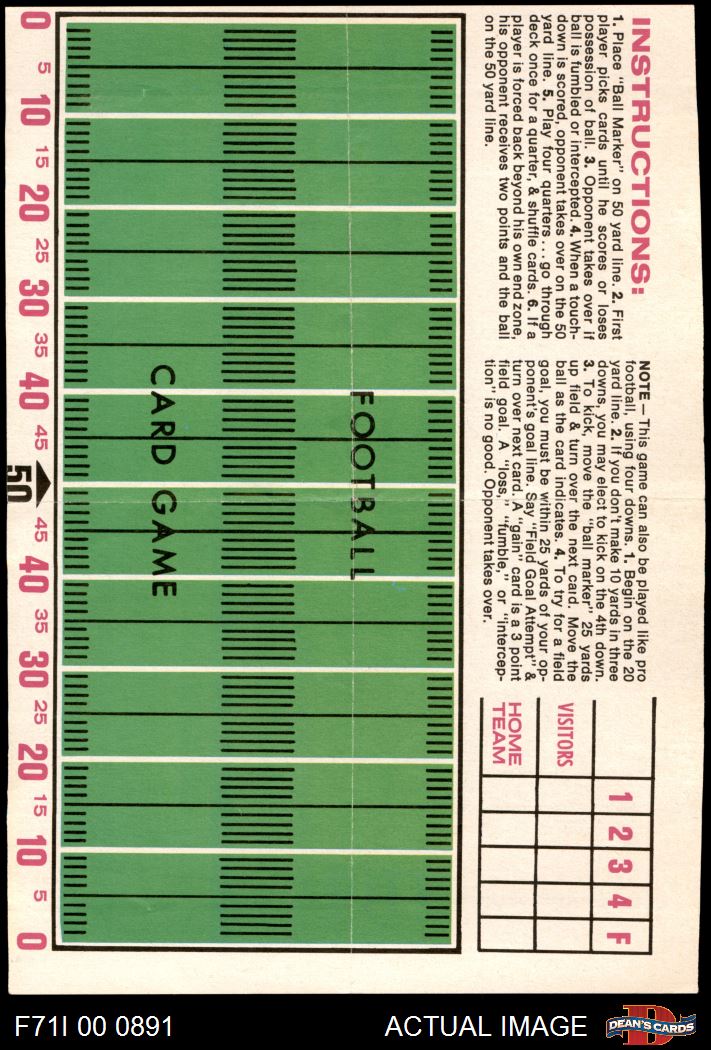 INSTRUCTIONS:
1. Place "Ball Marker" on 50 yard line. 2. First
player picks cards until he scores or loses
possession of ball. 3. Opponent takes over if
ball is fumbled or intercepted. 4. When a touch-
down is scored, opponent takes over on the 50
yard line. 5. Play four quarters . . . go through
deck once for a quarter, & shuffle cards. 6. If a
player is forced back beyond his own end zone,
his opponent receives two points and the ball
on the 50 yard line.
NOTE — This game can also be played like pro
football, using four downs. 1. Begin on the 20
yard line. 2. If you don't make 10 yards in three
downs, you may elect to kick on the 4th down.
3. To kick, move the "ball marker" 25 yards
up field & turn over the next card. Move the
ball as the card indicates. 4. To try for a field
goal, you must be within 25 yards of your op-
ponent's goal line. Say "Field Goal Attempt" &
turn over next card. A "gain" card is a 3 point
field goal. A "loss," "fumble," or "intercep-
tion" is no good. Opponent takes over.
1 2 3 4 F
VISITORS
HOME
TEAM
FOOTBALL
CARD GAME
0 5 10 15 20 25 30 35 40 45 50 45 40 35 30 25 20 15 10 5 0
F71I 00 0891
ACTUAL IMAGE
D
DEAN'S CARDS